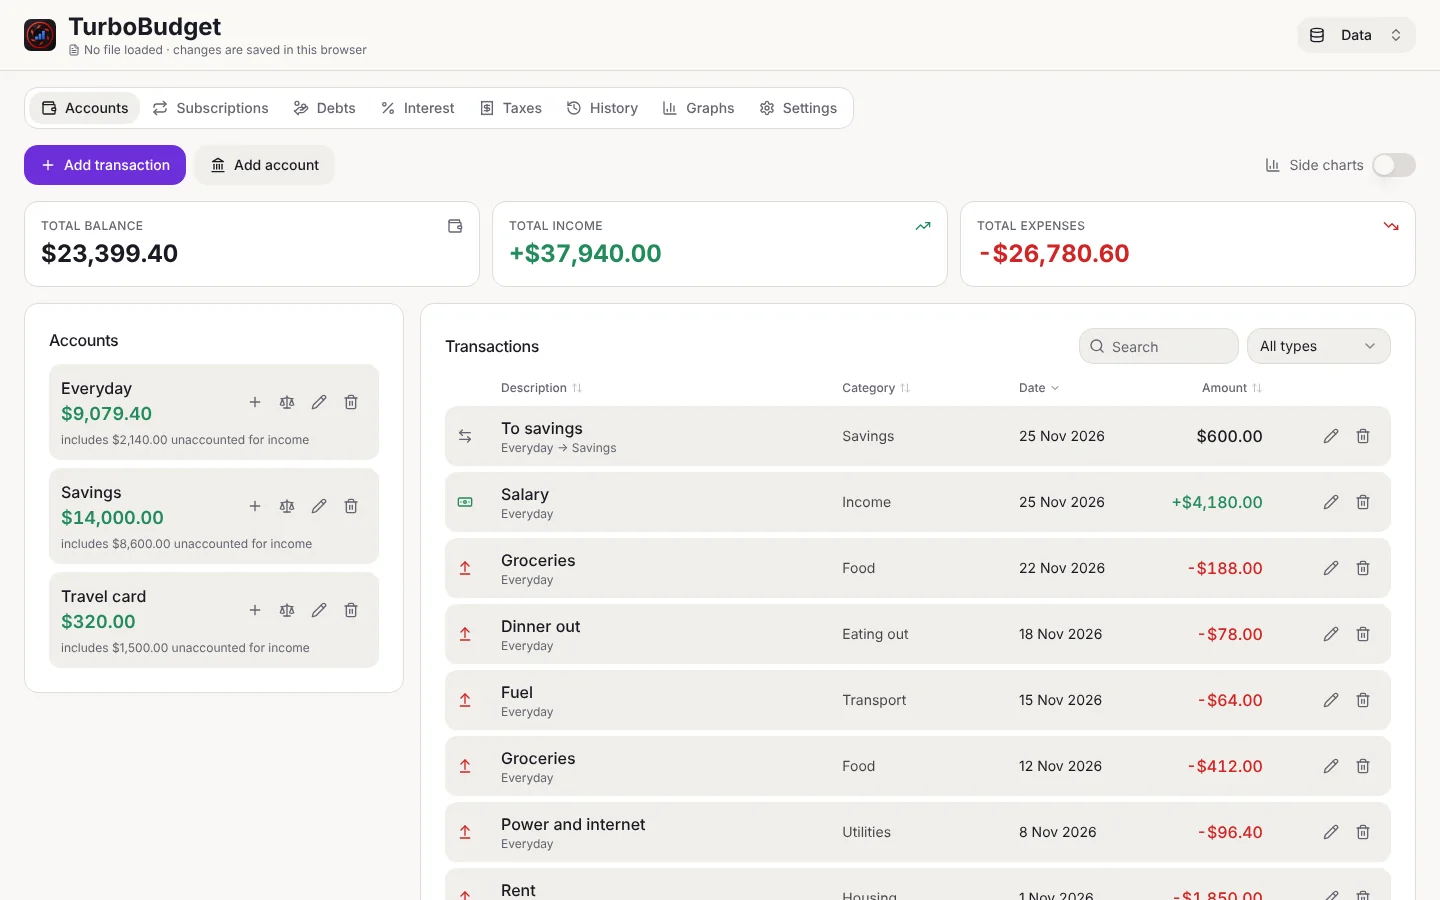 TurboBudget
No file loaded · changes are saved in this browser
Data
Accounts
Subscriptions
Debts
Interest
Taxes
History
Graphs
Settings
Add transaction
Add account
Side charts
TOTAL BALANCE
$23,399.40
TOTAL INCOME
+$37,940.00
TOTAL EXPENSES
-$26,780.60
Accounts
Everyday
$9,079.40
includes $2,140.00 unaccounted for income
Savings
$14,000.00
includes $8,600.00 unaccounted for income
Travel card
$320.00
includes $1,500.00 unaccounted for income
Transactions
Search
All types
Description
Category
Date
Amount
To savings
Everyday → Savings
Savings
25 Nov 2026
$600.00
Salary
Everyday
Income
25 Nov 2026
+$4,180.00
Groceries
Everyday
Food
22 Nov 2026
-$188.00
Dinner out
Everyday
Eating out
18 Nov 2026
-$78.00
Fuel
Everyday
Transport
15 Nov 2026
-$64.00
Groceries
Everyday
Food
12 Nov 2026
-$412.00
Power and internet
Everyday
Utilities
8 Nov 2026
-$96.40
Rent
Housing
1 Nov 2026
-$1,850.00